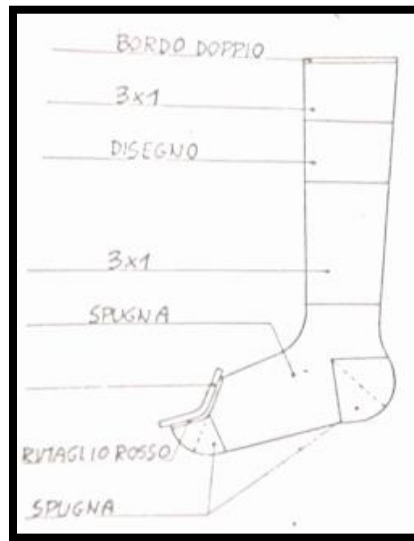 BORDO DOPPIO
3x1
DISEGNO
3x1
SPUGNA
RITAGLIO ROSSO
SPUGNA